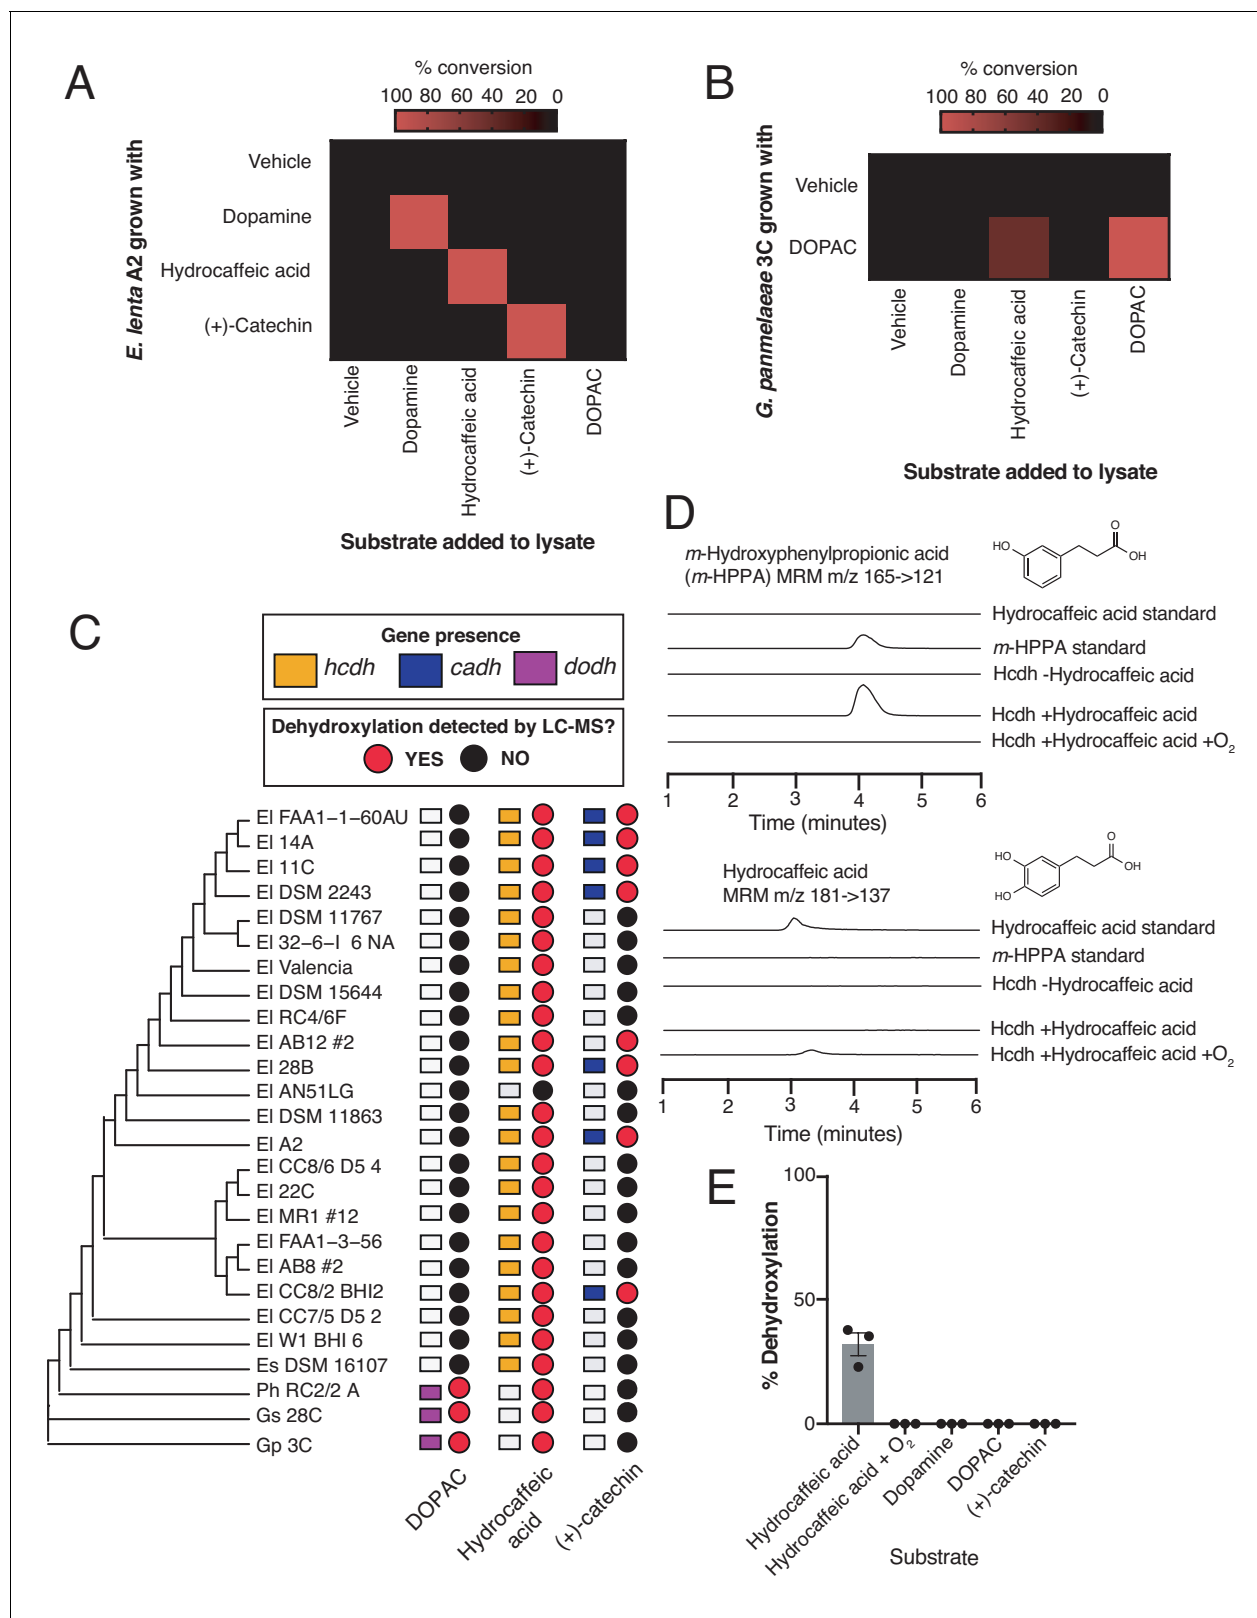 A
% conversion
100 80 60 40 20 0
E. lenta A2 grown with
Vehicle
Dopamine
Hydrocaffeic acid
(+)-Catechin
Vehicle
Dopamine
Hydrocaffeic acid
(+)-Catechin
DOPAC
Substrate added to lysate
B
% conversion
100 80 60 40 20 0
G. panmelaeae 3C grown with
Vehicle
DOPAC
Vehicle
Dopamine
Hydrocaffeic acid
(+)-Catechin
DOPAC
Substrate added to lysate
C
Gene presence
hcdh cadh dodh
Dehydroxylation detected by LC-MS?
YES NO
El FAA1-1-60AU
El 14A
El 11C
El DSM 2243
El DSM 11767
El 32-6-I 6 NA
El Valencia
El DSM 15644
El RC4/6F
El AB12 #2
El 28B
El AN51LG
El DSM 11863
El A2
El CC8/6 D5 4
El 22C
El MR1 #12
El FAA1-3-56
El AB8 #2
El CC8/2 BHI2
El CC7/5 D5 2
El W1 BHI 6
Es DSM 16107
Ph RC2/2 A
Gs 28C
Gp 3C
DOPAC
Hydrocaffeic
acid
(+)-catechin
D
m-Hydroxyphenylpropionic acid
(m-HPPA) MRM m/z 165->121
HO O OH
Hydrocaffeic acid standard
m-HPPA standard
Hcdh -Hydrocaffeic acid
Hcdh +Hydrocaffeic acid
Hcdh +Hydrocaffeic acid +O2
1 2 3 4 5 6
Time (minutes)
Hydrocaffeic acid
MRM m/z 181->137
HO HO O OH
Hydrocaffeic acid standard
m-HPPA standard
Hcdh -Hydrocaffeic acid
Hcdh +Hydrocaffeic acid
Hcdh +Hydrocaffeic acid +O2
1 2 3 4 5 6
Time (minutes)
E
% Dehydroxylation
100
50
0
Hydrocaffeic acid
Hydrocaffeic acid + O2
Dopamine
DOPAC
(+)-catechin
Substrate